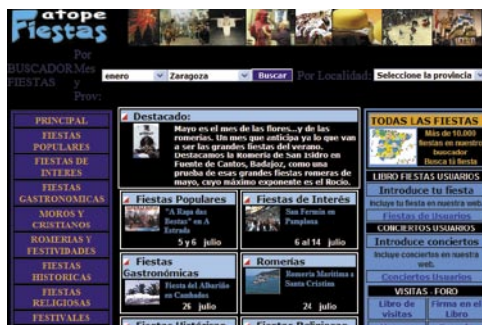 atope
Fiestas
BUSCADOR
FIESTAS
Por
Mes
y
Prov:
enero
Zaragoza
Buscar
Por Localidad:
Seleccione la provincia
PRINCIPAL
FIESTAS
POPULARES
FIESTAS DE
INTERES
FIESTAS
GASTRONOMICAS
MOROS Y
CRISTIANOS
ROMERIAS Y
FESTIVIDADES
FIESTAS
HISTORICAS
FIESTAS
RELIGIOSAS
FESTIVALES
Destacado:
Mayo es el mes de las flores...y de las
romerías. Un mes que anticipa ya lo que van
a ser las grandes fiestas del verano.
Destacamos la Romería de San Isidro en
Fuente de Cantos, Badajoz, como una
prueba de esas grandes fiestas romeras de
mayo, cuyo máximo exponente es el Rocío.
Fiestas Populares
"A Rapa das
Bestas" en A
Estrada
5 y 6 julio
Fiestas de Interés
San Fermín en
Pamplona
6 al 14 julio
Fiestas
Gastronómicas
Fiesta del Albariño
en Cambados
26 julio
Romerías
Romería Marítima a
Santa Cristina
24 julio
Fiestas Históricas
Fiestas Religiosas
TODAS LAS FIESTAS
Más de 10.000
fiestas en nuestro
buscador
Busca tú fiesta
LIBRO FIESTAS USUARIOS
Introduce tu fiesta
Incluye tu fiesta en nuestra web.
Fiestas de Usuarios
CONCIERTOS USUARIOS
Introduce conciertos
Incluye conciertos en nuestra
web.
Conciertos Usuarios
VISITAS - FORO
Libro de
visitas
Firma en el
Libro